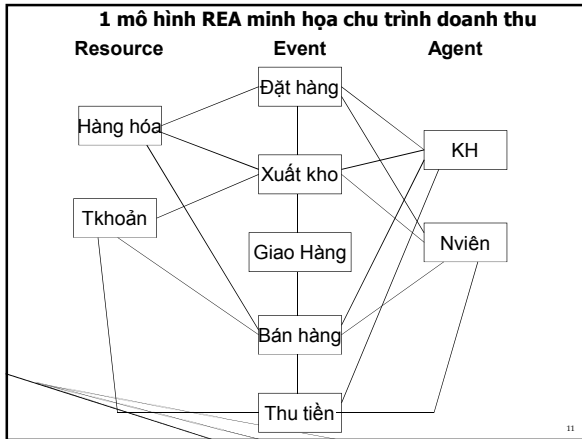 1 mô hình REA minh họa chu trình doanh thu
Resource Event Agent
Đặt hàng
Hàng hóa
KH
Xuất kho
Tkhoản
Nviên
Giao Hàng
Bán hàng
Thu tiền
11